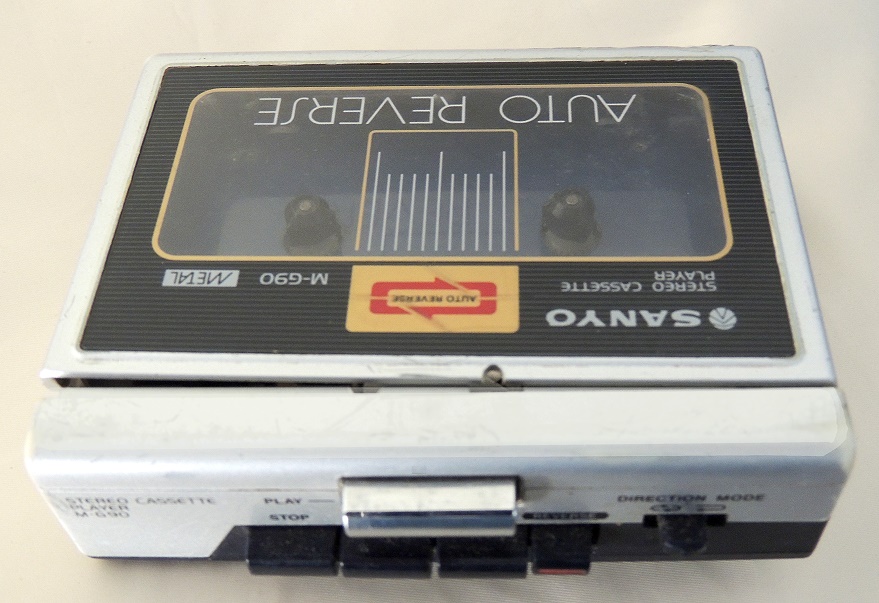 SANYO
STEREO CASSETTE
PLAYER
AUTO REVERSE
M-G90
METAL
AUTO REVERSE
STEREO CASSETTE
PLAYER
M-G90
PLAY
STOP
REVERSE
DIRECTION MODE